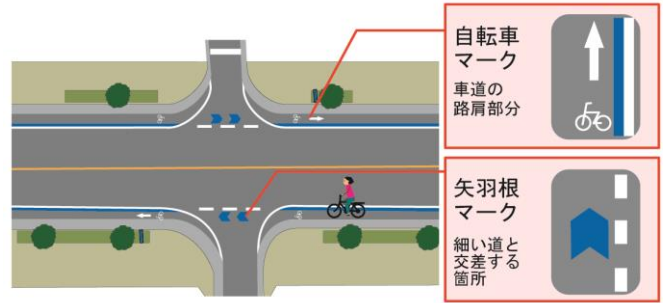 自転車
マーク
車道の
路肩部分
矢羽根
マーク
細い道と
交差する
箇所